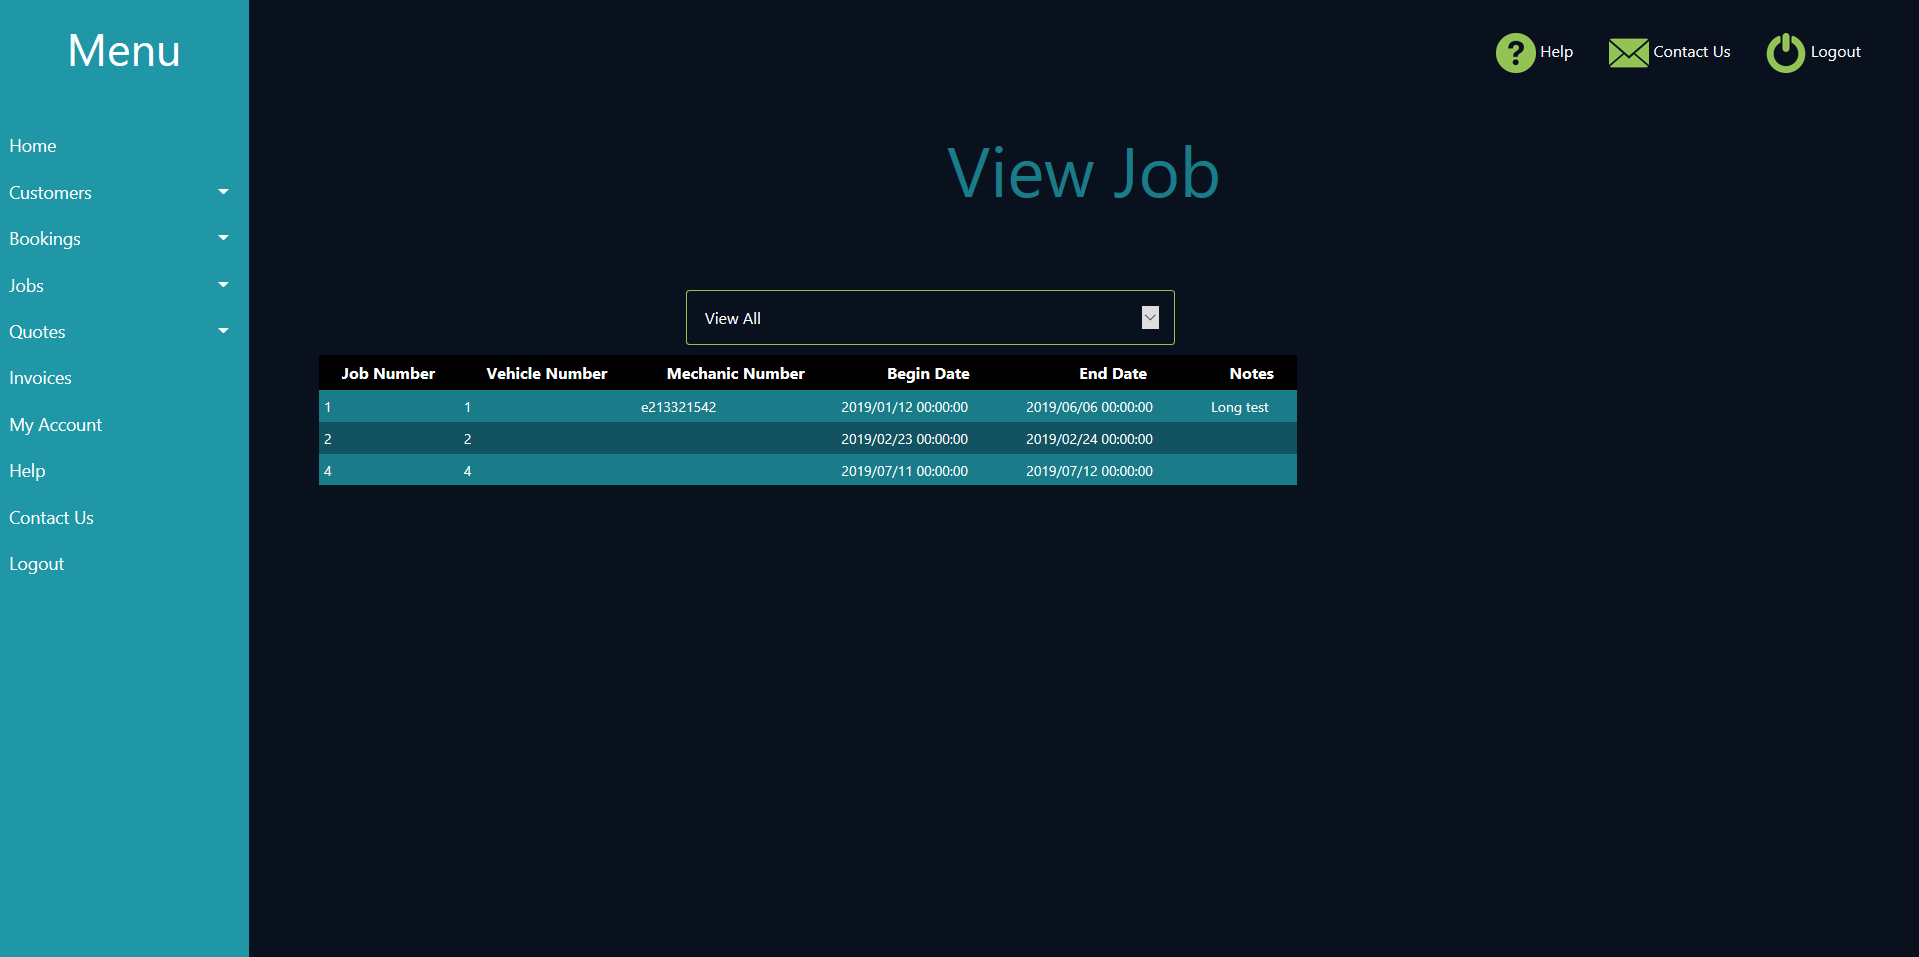 Menu
Help
Contact Us
Logout
Home
Customers
Bookings
Jobs
Quotes
Invoices
My Account
Help
Contact Us
Logout
View Job
View All
Job Number Vehicle Number Mechanic Number Begin Date End Date Notes
1 1 e213321542 2019/01/12 00:00:00 2019/06/06 00:00:00 Long test
2 2 2019/02/23 00:00:00 2019/02/24 00:00:00
4 4 2019/07/11 00:00:00 2019/07/12 00:00:00